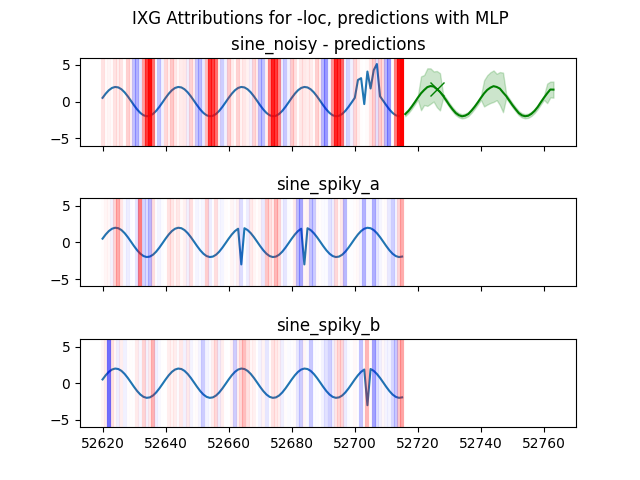 IXG Attributions for -loc, predictions with MLP
sine_noisy - predictions
5
0
−5
sine_spiky_a
5
0
−5
sine_spiky_b
5
0
−5
52620 52640 52660 52680 52700 52720 52740 52760